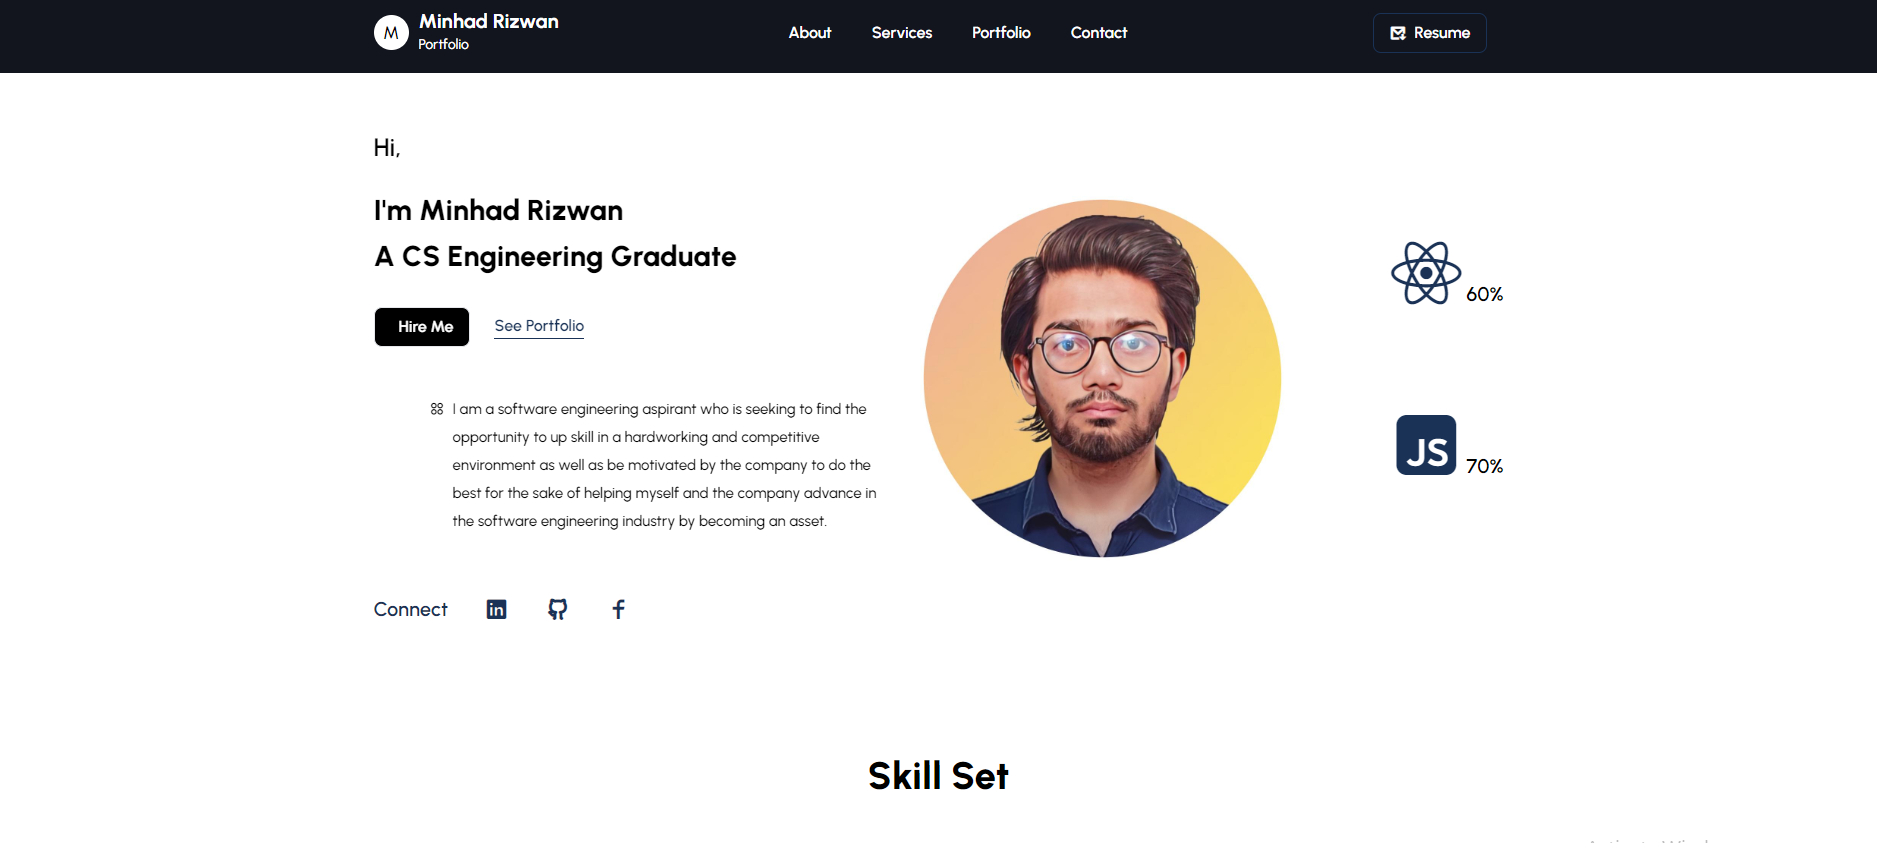 M
Minhad Rizwan
Portfolio
About Services Portfolio Contact
Resume
Hi,
I'm Minhad Rizwan
A CS Engineering Graduate
Hire Me See Portfolio
I am a software engineering aspirant who is seeking to find the
opportunity to up skill in a hardworking and competitive
environment as well as be motivated by the company to do the
best for the sake of helping myself and the company advance in
the software engineering industry by becoming an asset.
60%
JS 70%
Connect in f
Skill Set